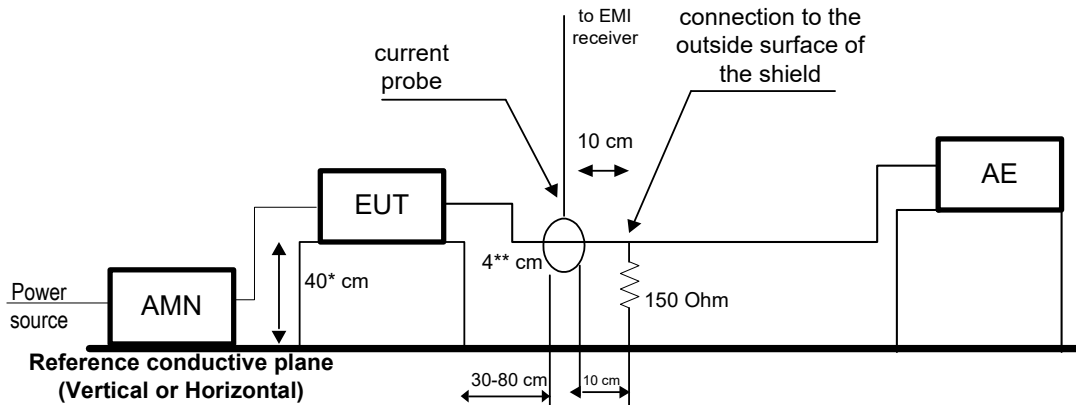 to EMI
receiver
connection to the
outside surface of
the shield
current
probe
10 cm
AE
EUT
4** cm
40* cm
150 Ohm
Power
source
AMN
Reference conductive plane
(Vertical or Horizontal)
30-80 cm
10 cm